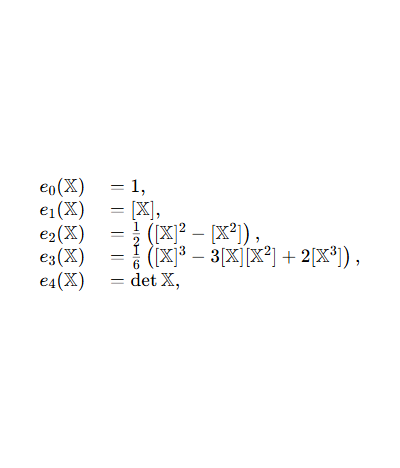 e₀(𝕏) = 1,
e₁(𝕏) = [𝕏],
e₂(𝕏) = 1/2 ([𝕏]² − [𝕏²]),
e₃(𝕏) = 1/6 ([𝕏]³ − 3[𝕏][𝕏²] + 2[𝕏³]),
e₄(𝕏) = det 𝕏,